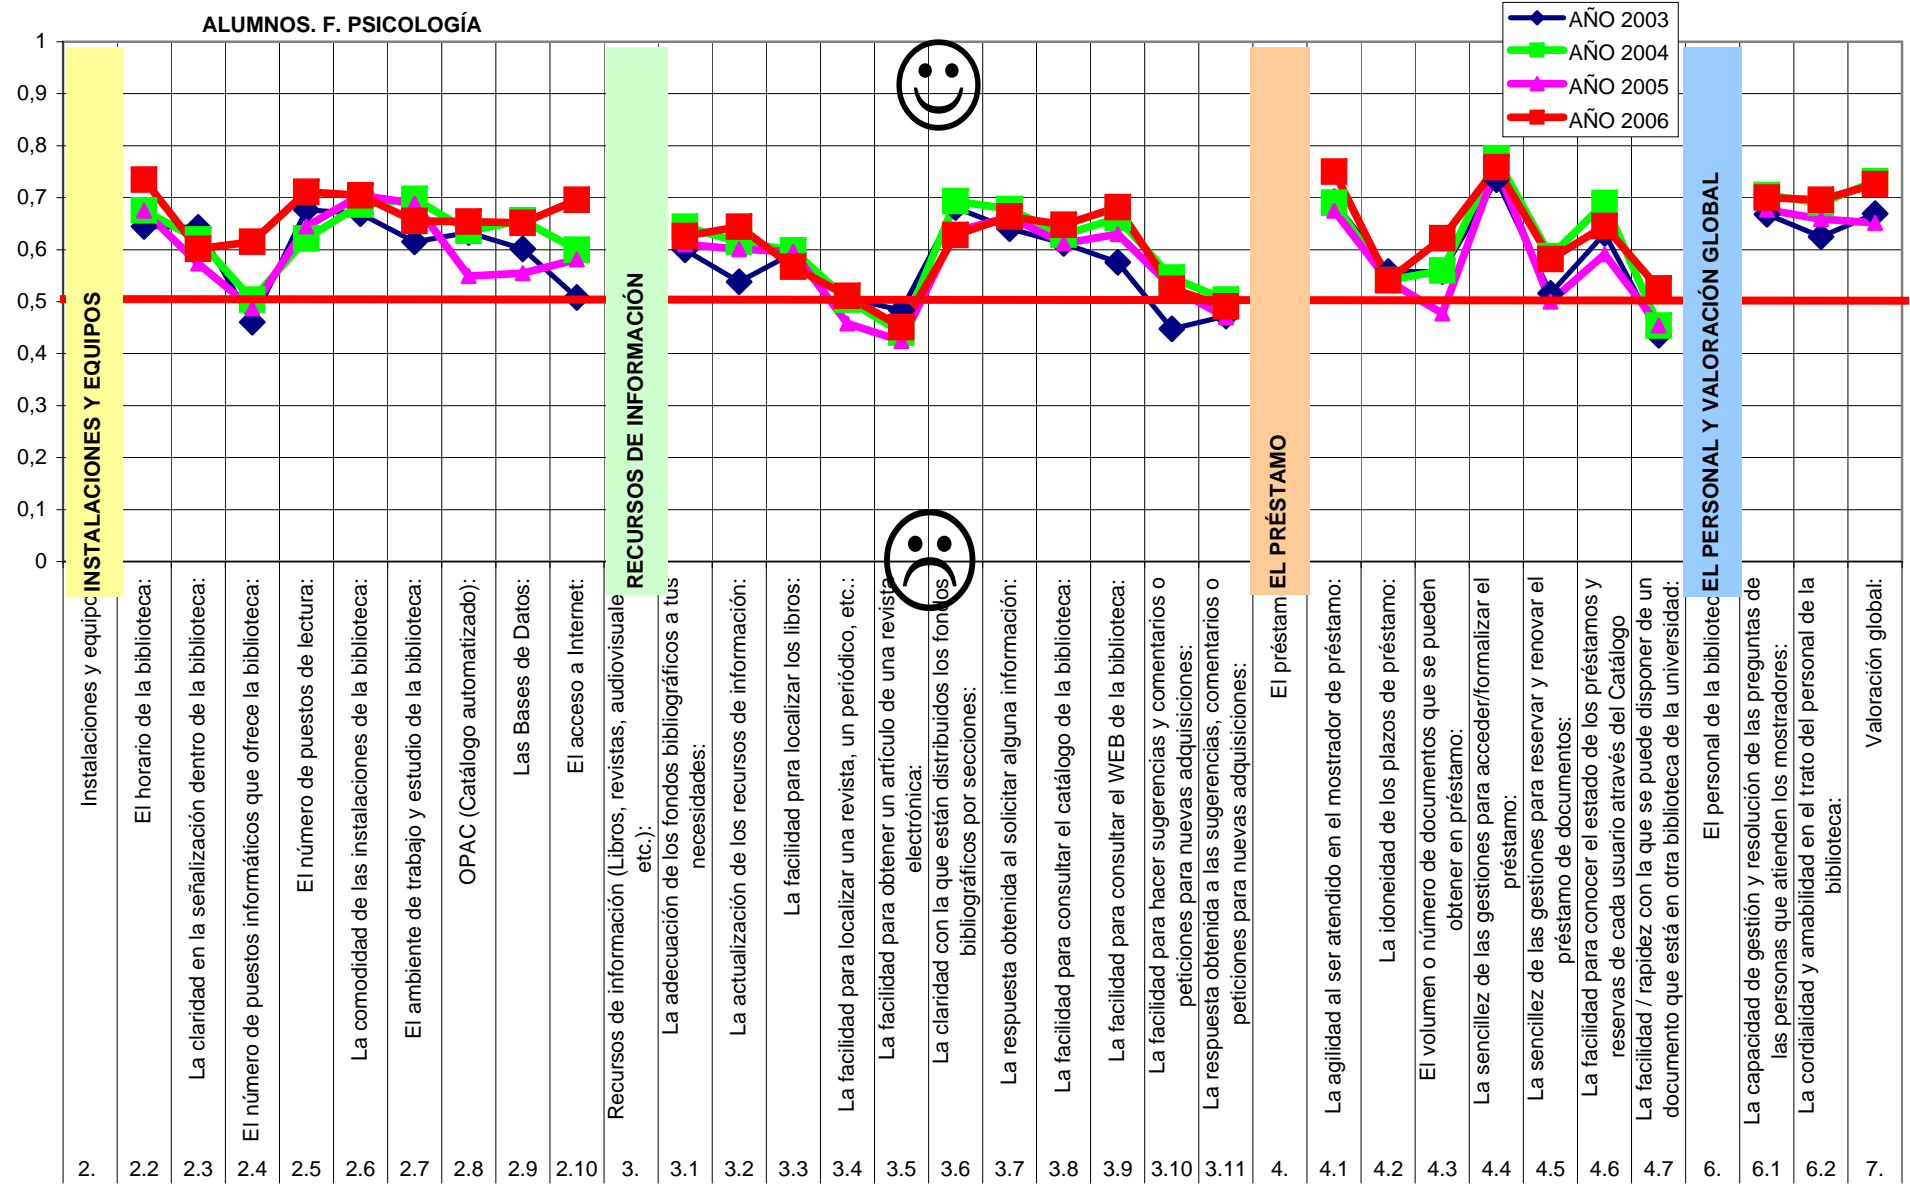 ALUMNOS. F. PSICOLOGÍA
AÑO 2003
AÑO 2004
AÑO 2005
AÑO 2006
1
0,9
0,8
0,7
0,6
0,5
0,4
0,3
0,2
0,1
0
INSTALACIONES Y EQUIPOS
RECURSOS DE INFORMACIÓN
EL PRÉSTAMO
EL PERSONAL Y VALORACIÓN GLOBAL
Instalaciones y equipo
El horario de la biblioteca:
La claridad en la señalización dentro de la biblioteca:
El número de puestos informáticos que ofrece la biblioteca:
El número de puestos de lectura:
La comodidad de las instalaciones de la biblioteca:
El ambiente de trabajo y estudio de la biblioteca:
OPAC (Catálogo automatizado):
Las Bases de Datos:
El acceso a Internet:
Recursos de información (Libros, revistas, audiovisuale
etc.):
La adecuación de los fondos bibliográficos a tus
necesidades:
La actualización de los recursos de información:
La facilidad para localizar los libros:
La facilidad para localizar una revista, un periódico, etc.:
La facilidad para obtener un artículo de una revista
electrónica:
La claridad con la que están distribuidos los fondos
bibliográficos por secciones:
La respuesta obtenida al solicitar alguna información:
La facilidad para consultar el catálogo de la biblioteca:
La facilidad para consultar el WEB de la biblioteca:
La facilidad para hacer sugerencias y comentarios o
peticiones para nuevas adquisiciones:
La respuesta obtenida a las sugerencias, comentarios o
peticiones para nuevas adquisiciones:
El préstam
La agilidad al ser atendido en el mostrador de préstamo:
La idoneidad de los plazos de préstamo:
El volumen o número de documentos que se pueden
obtener en préstamo:
La sencillez de las gestiones para acceder/formalizar el
préstamo:
La sencillez de las gestiones para reservar y renovar el
préstamo de documentos:
La facilidad para conocer el estado de los préstamos y
reservas de cada usuario através del Catálogo
La facilidad / rapidez con la que se puede disponer de un
documento que está en otra biblioteca de la universidad:
El personal de la bibliotec
La capacidad de gestión y resolución de las preguntas de
las personas que atienden los mostradores:
La cordialidad y amabilidad en el trato del personal de la
biblioteca:
Valoración global:
2.
2.2
2.3
2.4
2.5
2.6
2.7
2.8
2.9
2.10
3.
3.1
3.2
3.3
3.4
3.5
3.6
3.7
3.8
3.9
3.10
3.11
4.
4.1
4.2
4.3
4.4
4.5
4.6
4.7
6.
6.1
6.2
7.